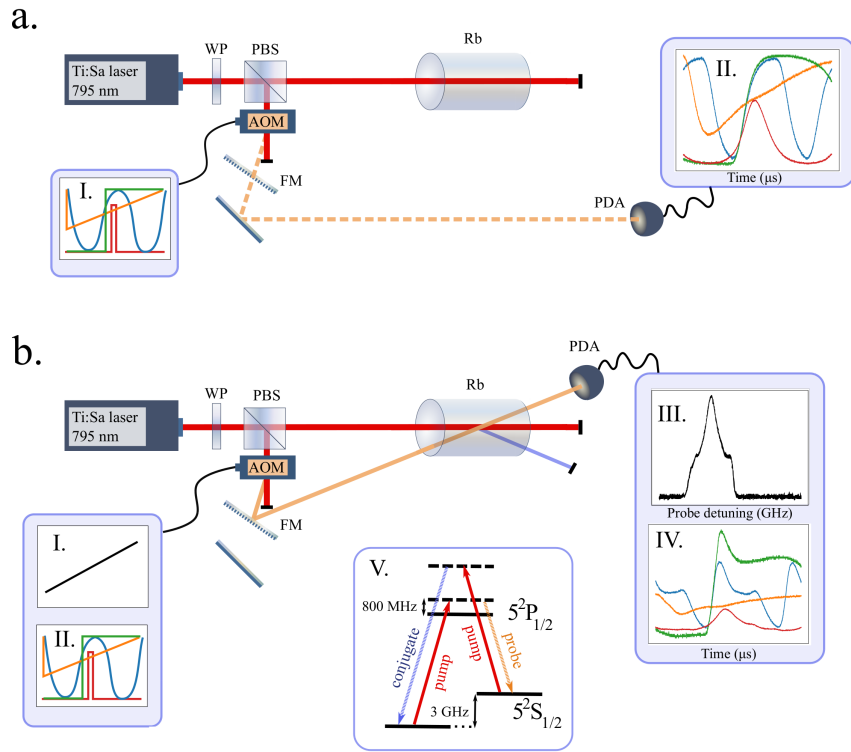 a.
WP
PBS
Rb
Ti:Sa laser
795 nm
AOM
I.
FM
PDA
II.
Time (μs)
b.
WP
PBS
Rb
PDA
Ti:Sa laser
795 nm
AOM
FM
I.
II.
III.
Probe detuning (GHz)
IV.
Time (μs)
V.
800 MHz
5²P₁/₂
conjugate
pump
pump
probe
3 GHz
5²S₁/₂